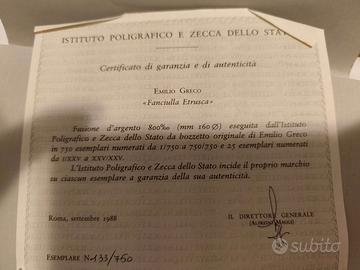 ISTITUTO POLIGRAFICO E ZECCA DELLO STATO
Certificato di garanzia e di autenticità
EMILIO GRECO
«Fanciulla Etrusca»
Fusione d'argento 800‰ (mm 160 Ø) eseguita dall'Istituto
Poligrafico e Zecca dello Stato da bozzetto originale di Emilio Greco
in 750 esemplari numerati da 1/750 a 750/750 e 25 esemplari numerati
da I/XXV a XXV/XXV.
L'Istituto Poligrafico e Zecca dello Stato incide il proprio marchio
su ciascun esemplare a garanzia della sua autenticità.
Roma, settembre 1988
IL DIRETTORE GENERALE
(ALBINO MAGGI)
ESEMPLARE N. 133/750
subito